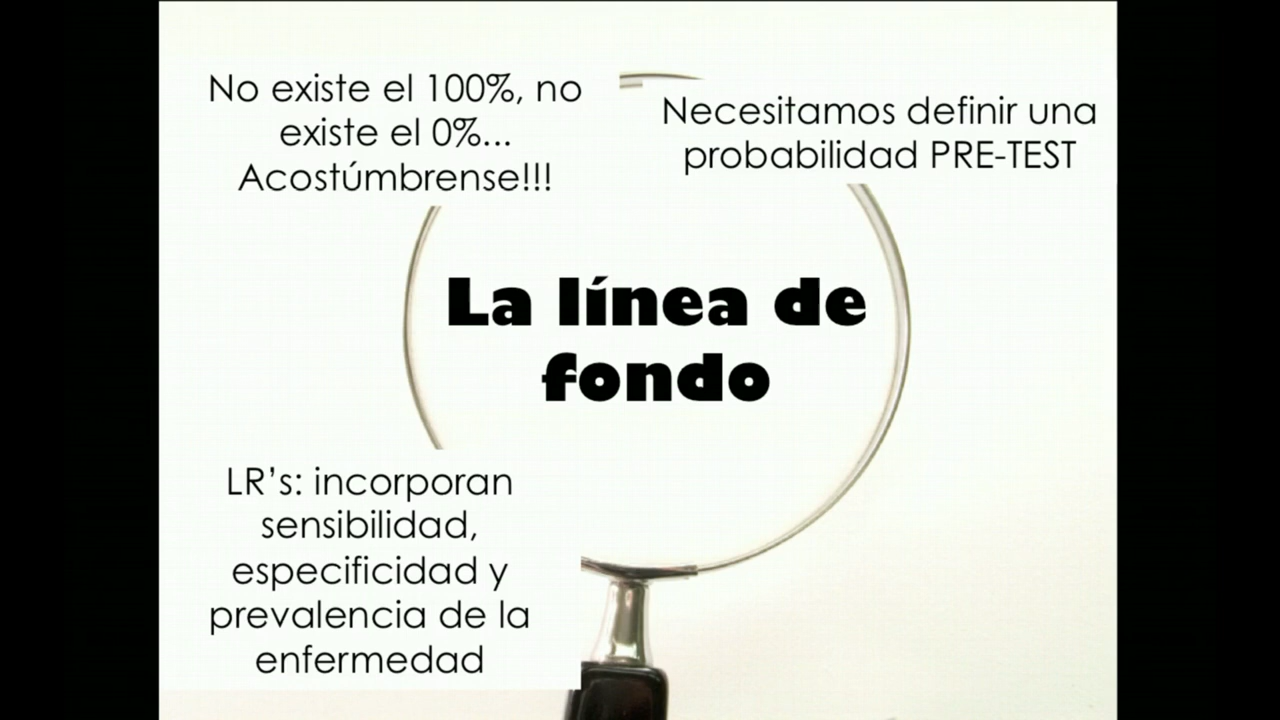 No existe el 100%, no
existe el 0%...
Acostúmbrense!!!
Necesitamos definir una
probabilidad PRE-TEST
La línea de
fondo
LR's: incorporan
sensibilidad,
especificidad y
prevalencia de la
enfermedad